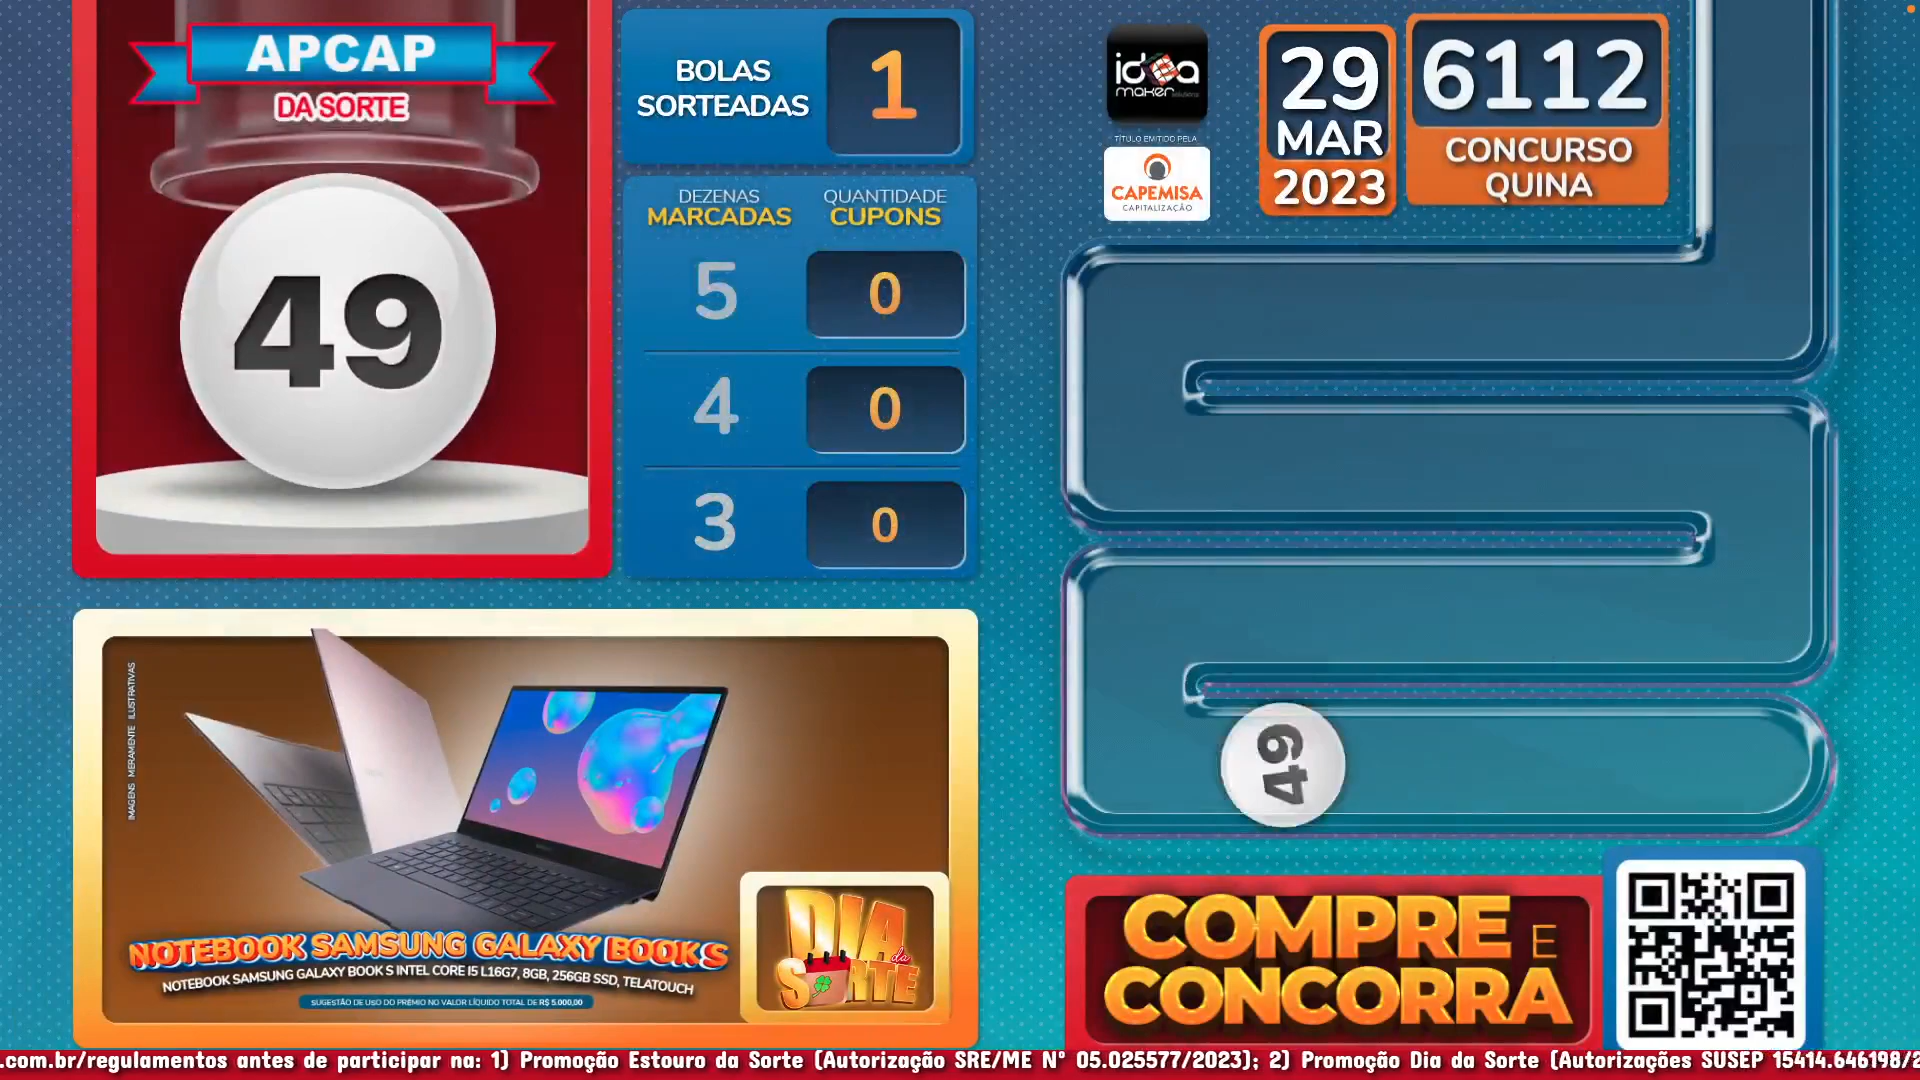 APCAP
DA SORTE
49
BOLAS
SORTEADAS
1
DEZENAS
MARCADAS
QUANTIDADE
CUPONS
5 0
4 0
3 0
idea
maker
TÍTULO EMITIDO PELA
CAPEMISA
CAPITALIZAÇÃO
29
MAR
2023
6112
CONCURSO
QUINA
49
IMAGENS MERAMENTE ILUSTRATIVAS
NOTEBOOK SAMSUNG GALAXY BOOK S
NOTEBOOK SAMSUNG GALAXY BOOK S INTEL CORE I5 L16G7, 8GB, 256GB SSD, TELATOUCH
SUGESTÃO DE USO DO PRÊMIO NO VALOR LÍQUIDO TOTAL DE R$ 5.000,00
DIA
da
SORTE
COMPRE E
CONCORRA
.com.br/regulamentos antes de participar na: 1) Promoção Estouro da Sorte (Autorização SRE/ME Nº 05.025577/2023); 2) Promoção Dia da Sorte (Autorizações SUSEP 15414.646198/2